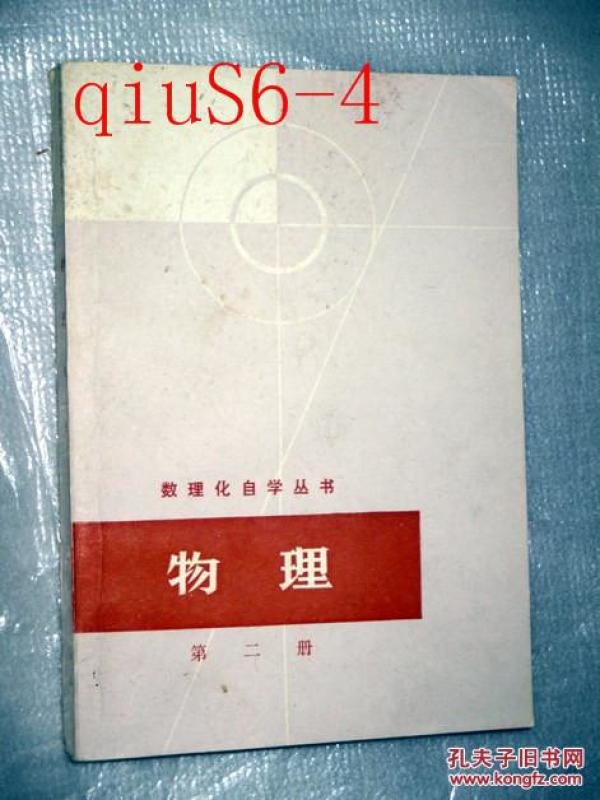 qiuS6-4
数理化自学丛书
物理
第二册
孔夫子旧书网
www.kongfz.com